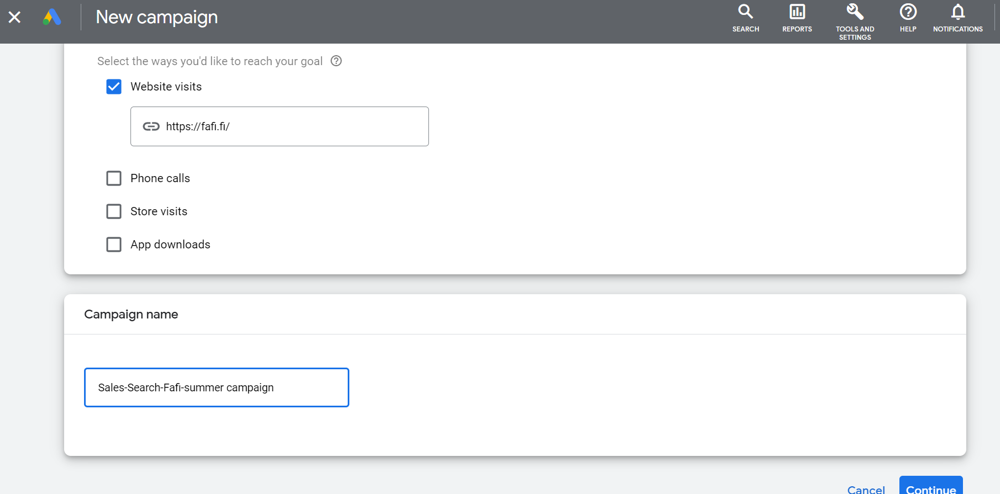 New campaign
SEARCH
REPORTS
TOOLS AND
SETTINGS
HELP
NOTIFICATIONS
Select the ways you'd like to reach your goal
Website visits
https://fafi.fi/
Phone calls
Store visits
App downloads
Campaign name
Sales-Search-Fafi-summer campaign
Cancel
Continue